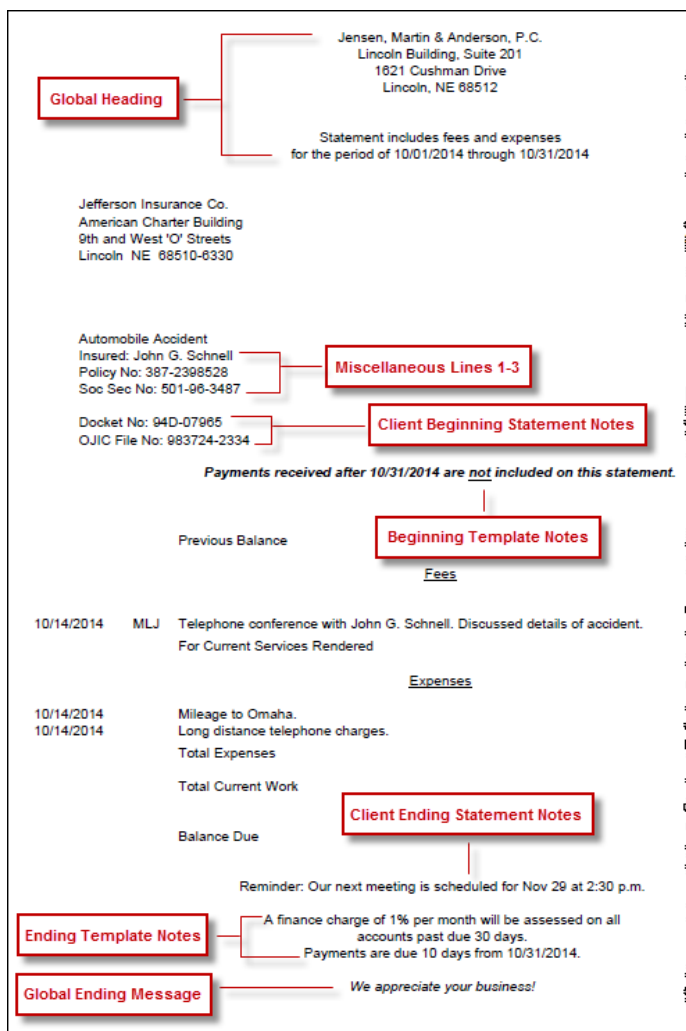 Jensen, Martin & Anderson, P.C.
Lincoln Building, Suite 201
1621 Cushman Drive
Lincoln, NE 68512
Global Heading
Statement includes fees and expenses
for the period of 10/01/2014 through 10/31/2014
Jefferson Insurance Co.
American Charter Building
9th and West 'O' Streets
Lincoln NE 68510-6330
Automobile Accident
Insured: John G. Schnell
Policy No: 387-2398528
Soc Sec No: 501-96-3487
Miscellaneous Lines 1-3
Docket No: 94D-07965
OJIC File No: 983724-2334
Client Beginning Statement Notes
Payments received after 10/31/2014 are not included on this statement.
Beginning Template Notes
Previous Balance
Fees
10/14/2014 MLJ Telephone conference with John G. Schnell. Discussed details of accident.
For Current Services Rendered
Expenses
10/14/2014 Mileage to Omaha.
10/14/2014 Long distance telephone charges.
Total Expenses
Total Current Work
Client Ending Statement Notes
Balance Due
Reminder: Our next meeting is scheduled for Nov 29 at 2:30 p.m.
Ending Template Notes
A finance charge of 1% per month will be assessed on all
accounts past due 30 days.
Payments are due 10 days from 10/31/2014.
Global Ending Message
We appreciate your business!